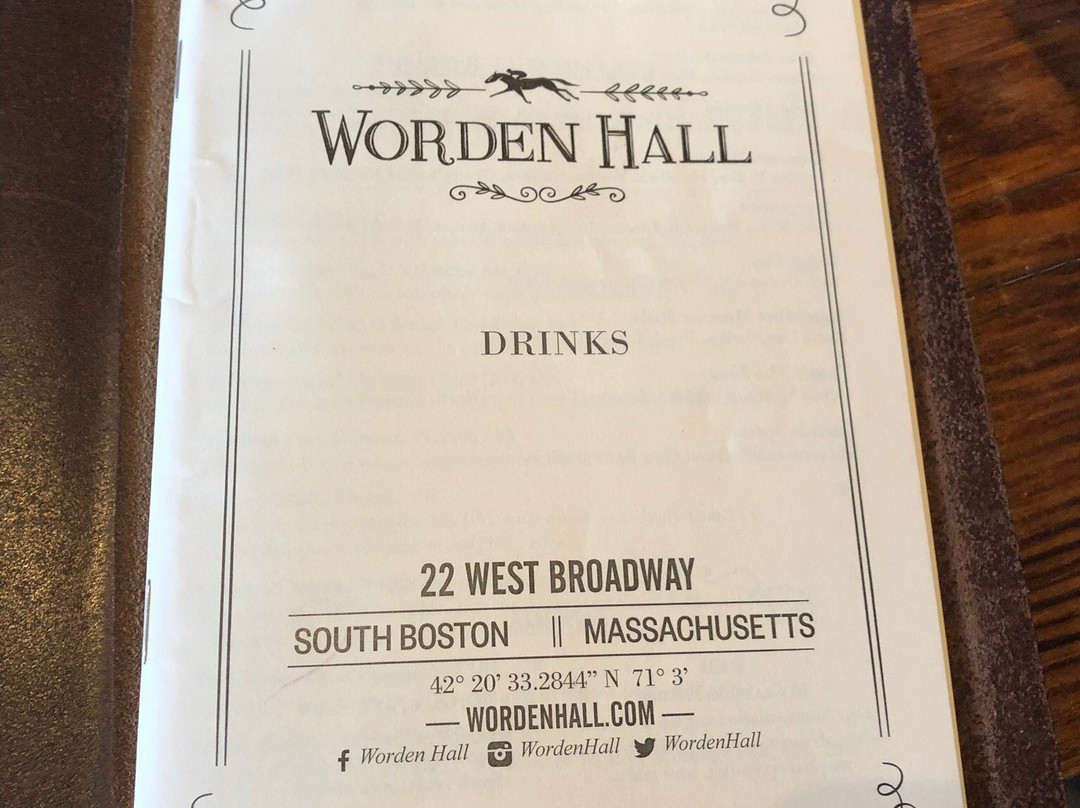 WORDEN HALL
DRINKS
22 WEST BROADWAY
SOUTH BOSTON || MASSACHUSETTS
42° 20' 33.2844” N 71° 3'
— WORDENHALL.COM —
Worden Hall WordenHall WordenHall